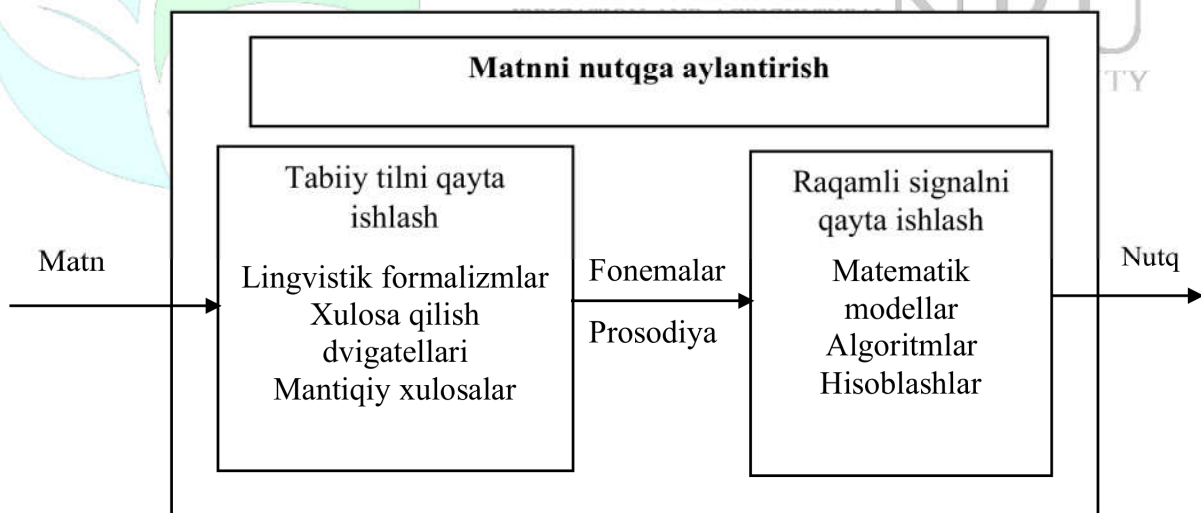 Matnni nutqga aylantirish
TY
Tabiiy tilni qayta
ishlash
Lingvistik formalizmlar
Xulosa qilish
dvigatellari
Mantiqiy xulosalar
Matn
Fonemalar
Prosodiya
Raqamli signalni
qayta ishlash
Matematik
modellar
Algoritmlar
Hisoblashlar
Nutq